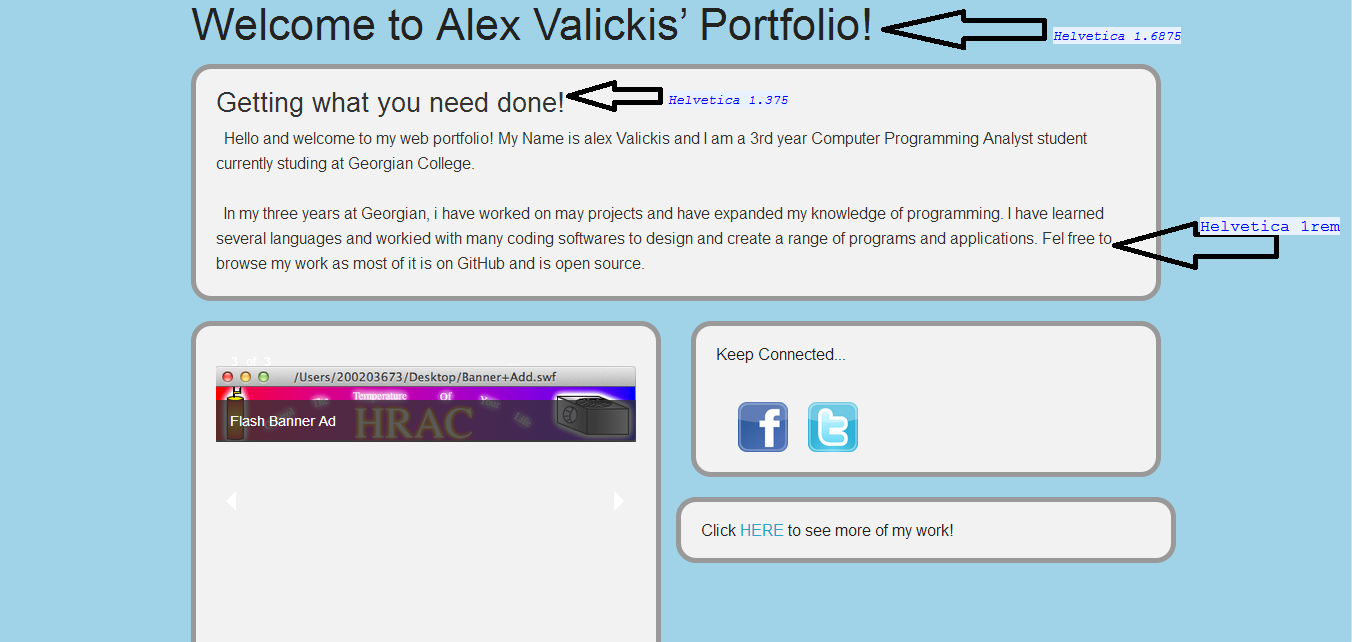 Welcome to Alex Valickis’ Portfolio!
Helvetica 1.6875
Getting what you need done!
Helvetica 1.375
Hello and welcome to my web portfolio! My Name is alex Valickis and I am a 3rd year Computer Programming Analyst student
currently studing at Georgian College.
In my three years at Georgian, i have worked on may projects and have expanded my knowledge of programming. I have learned
several languages and workied with many coding softwares to design and create a range of programs and applications. Fel free to
browse my work as most of it is on GitHub and is open source.
Helvetica 1rem
3 of 3
/Users/200203673/Desktop/Banner+Add.swf
Temperature Of Your Life
HRAC
Flash Banner Ad
Keep Connected...
f t
Click HERE to see more of my work!